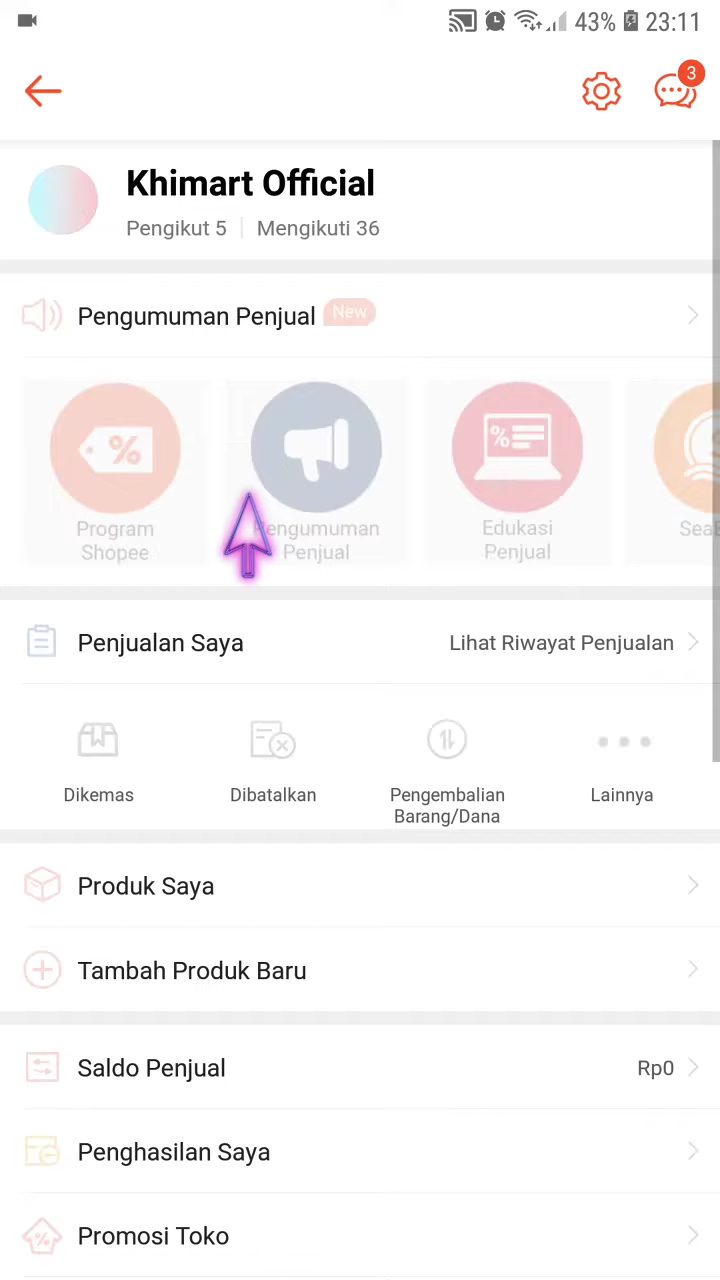 43% 23:11
3
Khimart Official
Pengikut 5 Mengikuti 36
Pengumuman Penjual New
Program Shopee
Pengumuman Penjual
Edukasi Penjual
Penjualan Saya Lihat Riwayat Penjualan
Dikemas
Dibatalkan
Pengembalian Barang/Dana
Lainnya
Produk Saya
Tambah Produk Baru
Saldo Penjual Rp0
Penghasilan Saya
Promosi Toko